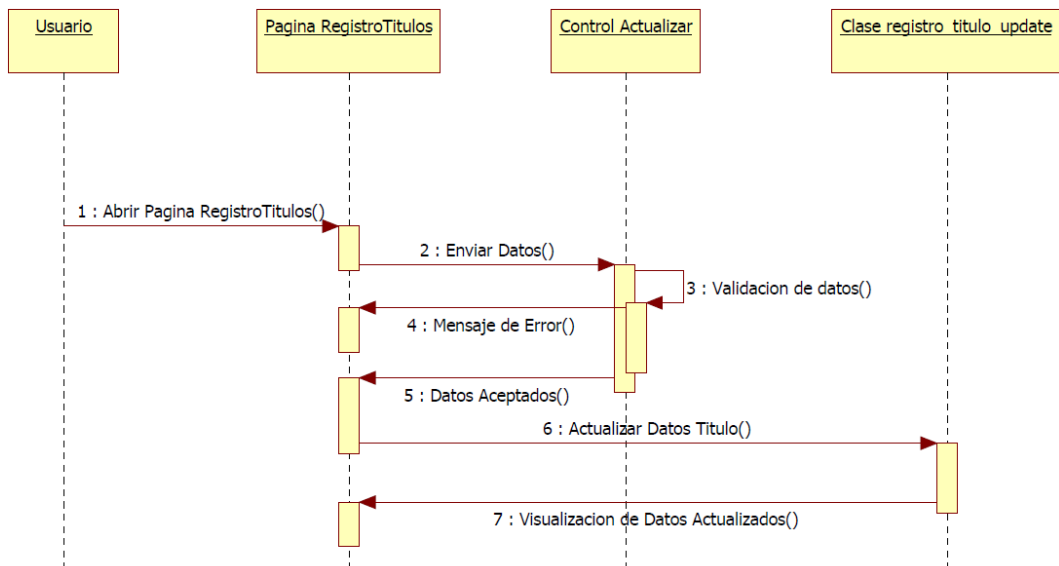 Usuario
Pagina RegistroTitulos
Control Actualizar
Clase registro_titulo_update
1 : Abrir Pagina RegistroTitulos()
2 : Enviar Datos()
3 : Validacion de datos()
4 : Mensaje de Error()
5 : Datos Aceptados()
6 : Actualizar Datos Titulo()
7 : Visualizacion de Datos Actualizados()